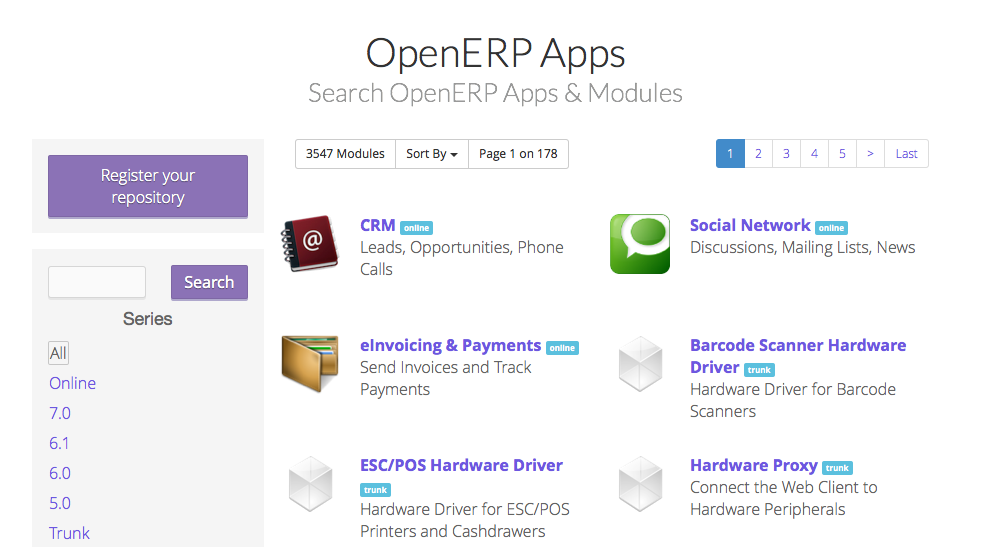 OpenERP Apps
Search OpenERP Apps & Modules
Register your
repository
Search
Series
All
Online
7.0
6.1
6.0
5.0
Trunk
3547 Modules Sort By Page 1 on 178
1 2 3 4 5 > Last
CRM online
Leads, Opportunities, Phone
Calls
Social Network online
Discussions, Mailing Lists, News
eInvoicing & Payments online
Send Invoices and Track
Payments
Barcode Scanner Hardware
Driver trunk
Hardware Driver for Barcode
Scanners
ESC/POS Hardware Driver
trunk
Hardware Driver for ESC/POS
Printers and Cashdrawers
Hardware Proxy trunk
Connect the Web Client to
Hardware Peripherals